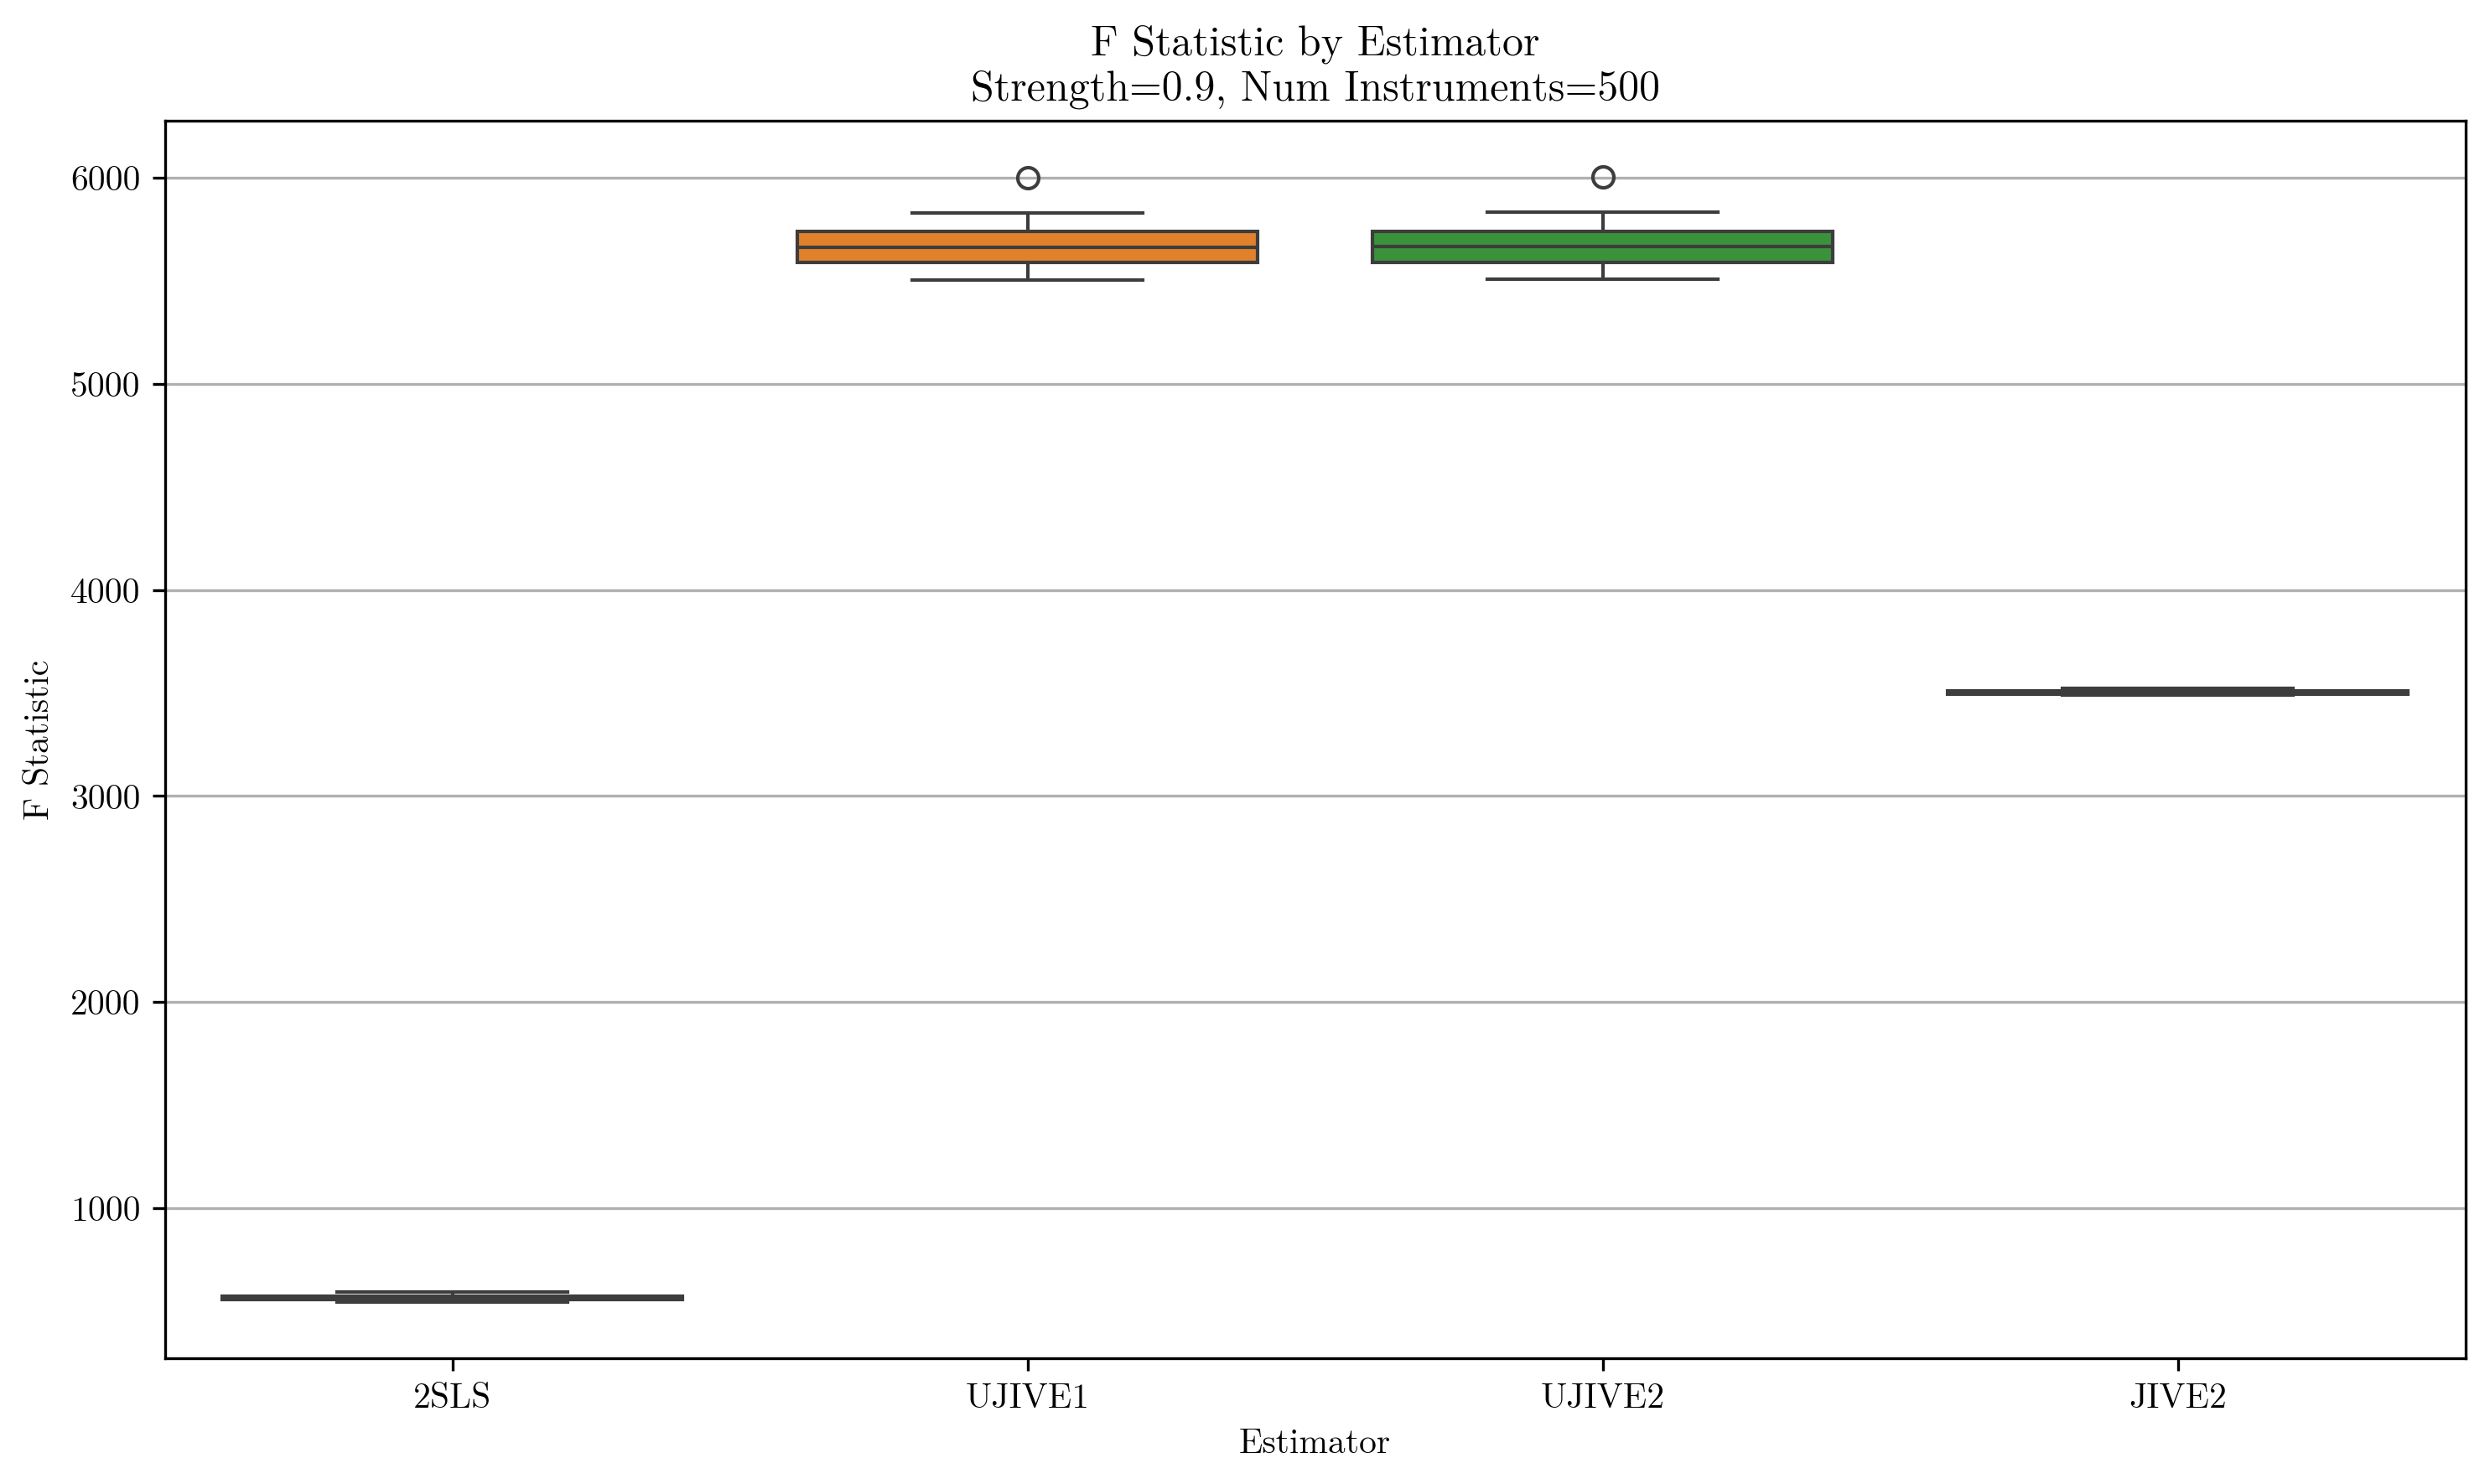 F Statistic by Estimator
Strength=0.9, Num Instruments=500
6000
5000
4000
3000
2000
1000
F Statistic
2SLS
UJIVE1
UJIVE2
JIVE2
Estimator